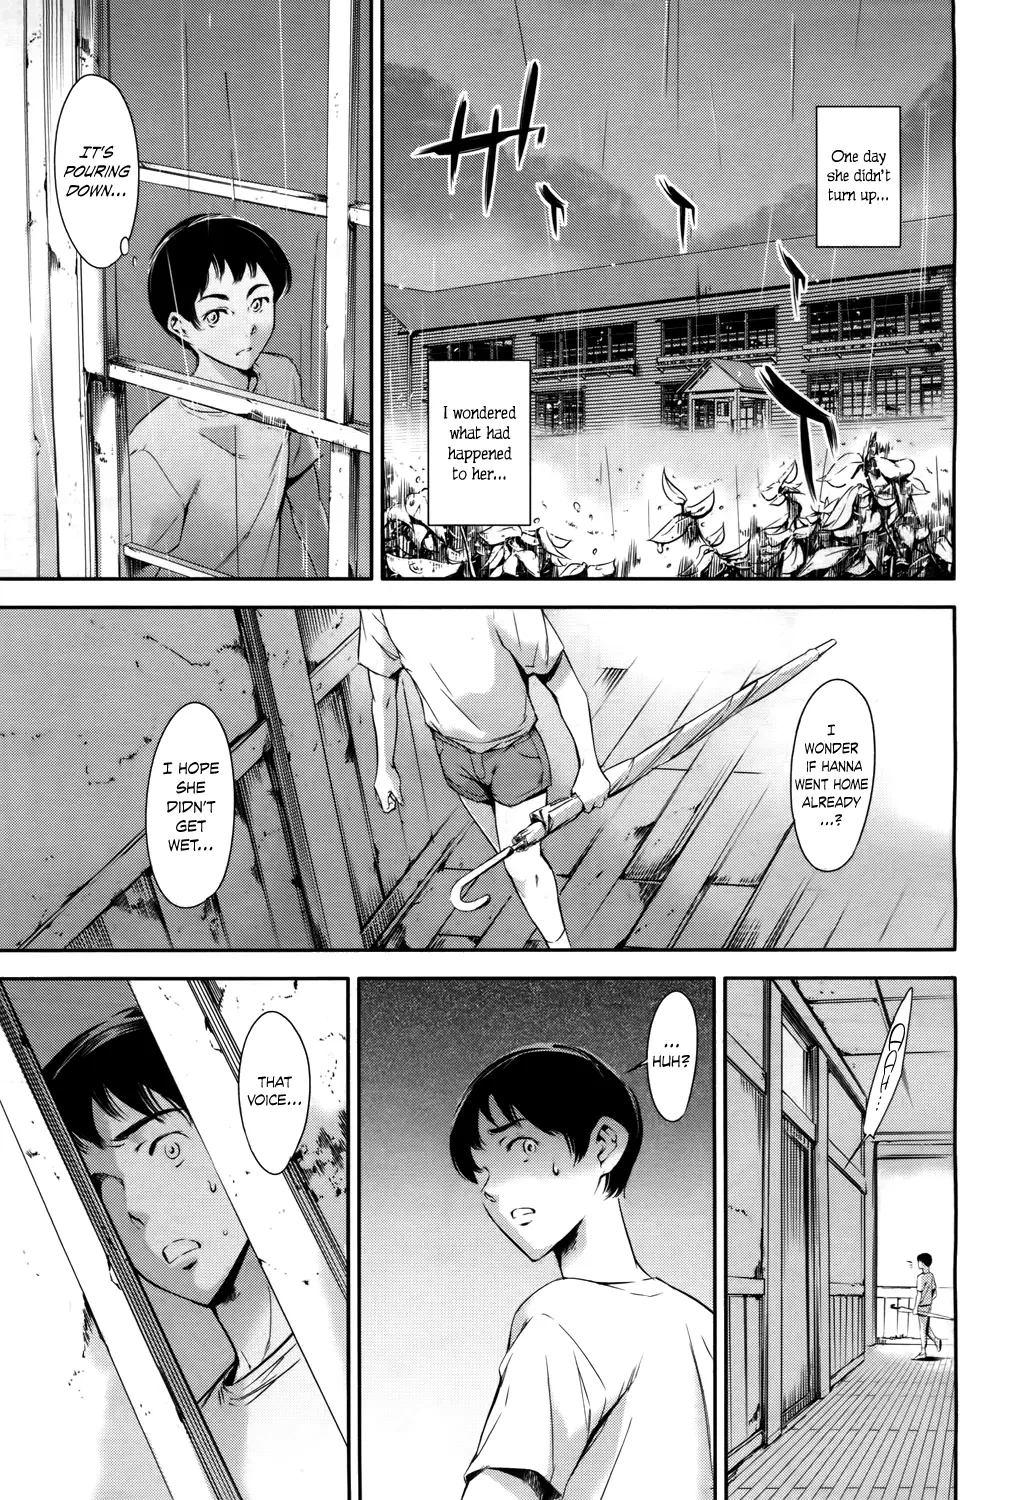 One day
she didn't
turn up...
I wondered
what had
happened
to her...
IT'S
POURING
DOWN...
I
WONDER
IF HANNA
WENT HOME
ALREADY
...?
I HOPE
SHE
DIDN'T
GET
WET...
...
HUH?
THAT
VOICE...